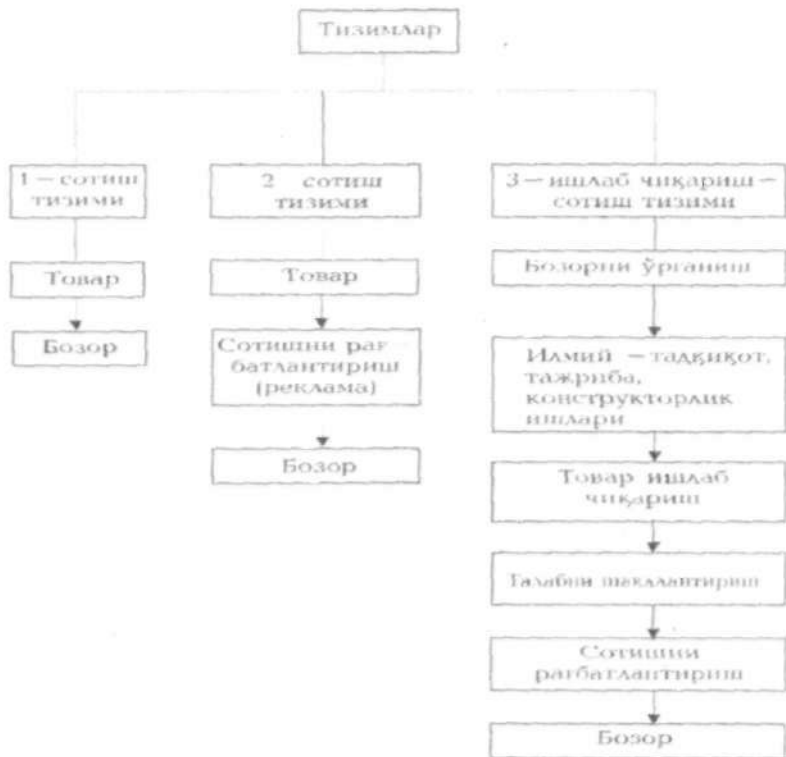 Тизимлар
1 – сотиш
тизими
Товар
Бозор
2 сотиш
тизими
Товар
Сотишни рағ –
батлантириш
(реклама)
Бозор
3 – ишлаб чиқариш –
сотиш тизими
Бозорни ўрганиш
Илмий – тадқиқот,
тажриба,
конструкторлик
ишлари
Товар ишлаб
чиқариш
Талабни шакллантириш
Сотишни
рағбатлантириш
Бозор